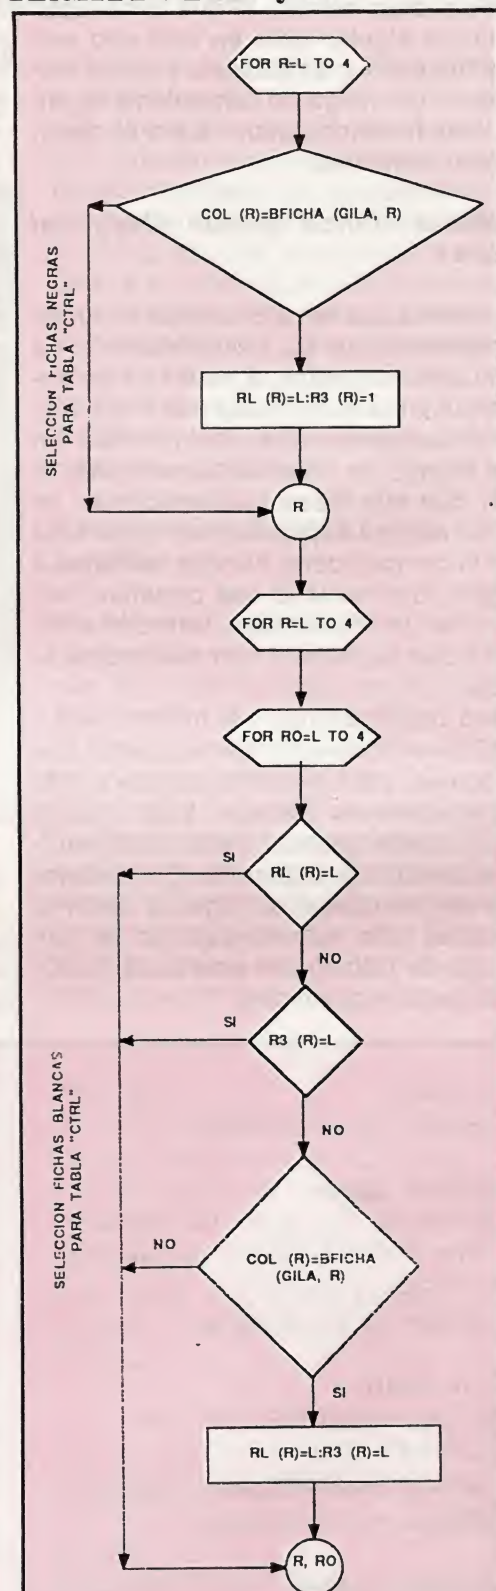 FOR R=L TO 4
COL (R)=BFICHA (GILA, R)
SELECCION FICHAS NEGRAS
PARA TABLA "CTRL"
RL (R)=L:R3 (R)=1
R
FOR R=L TO 4
FOR RO=L TO 4
SI
RL (R)=L
NO
SI
R3 (R)=L
NO
SELECCION FICHAS BLANCAS
PARA TABLA "CTRL"
NO
COL (R)=BFICHA
(GILA, R)
SI
RL (R)=L:R3 (R)=L
R, RO